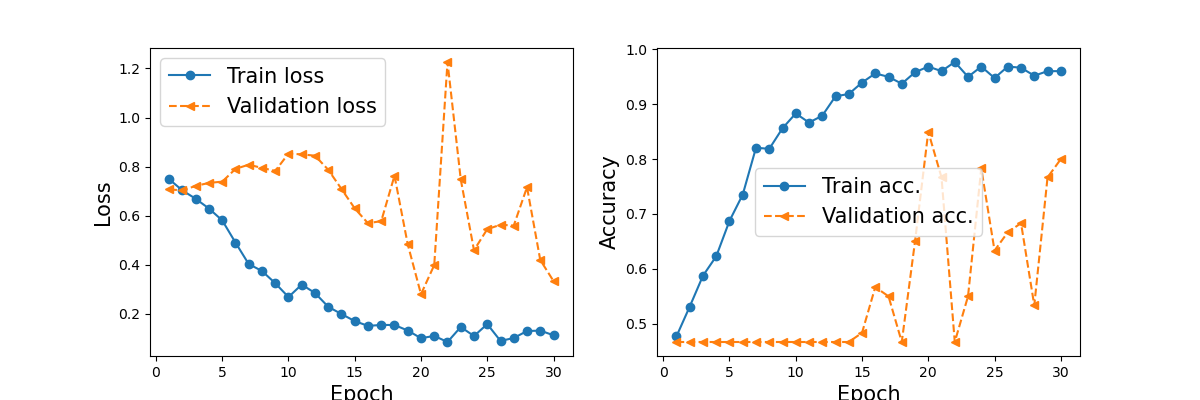 Train loss
Validation loss
Loss
1.2
1.0
0.8
0.6
0.4
0.2
0 5 10 15 20 25 30
Epoch
Train acc.
Validation acc.
Accuracy
1.0
0.9
0.8
0.7
0.6
0.5
0 5 10 15 20 25 30
Epoch